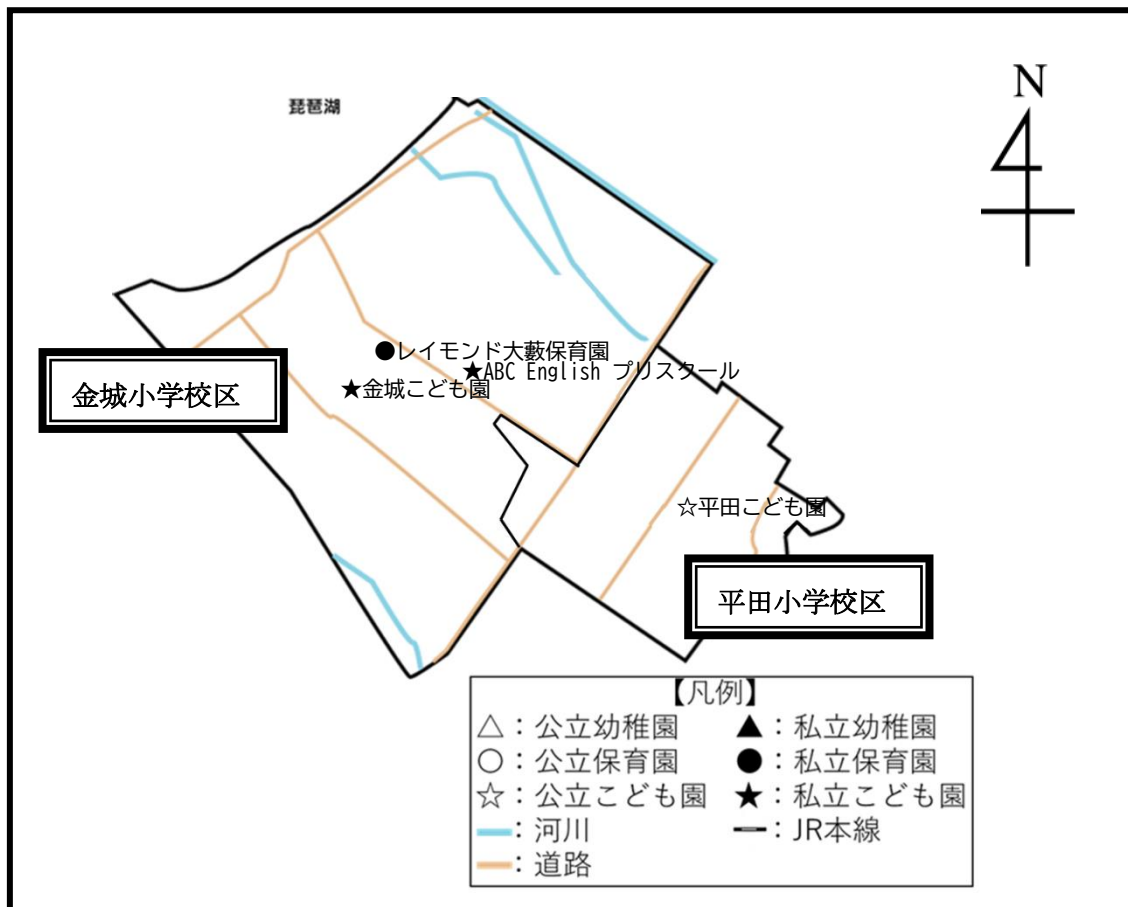 N
琵琶湖
●レイモンド大藪保育園
★ABC English プリスクール
★金城こども園
金城小学校区
☆平田こども園
平田小学校区
【凡例】
△：公立幼稚園 ▲：私立幼稚園
○：公立保育園 ●：私立保育園
☆：公立こども園 ★：私立こども園
：河川 ：JR本線
：道路